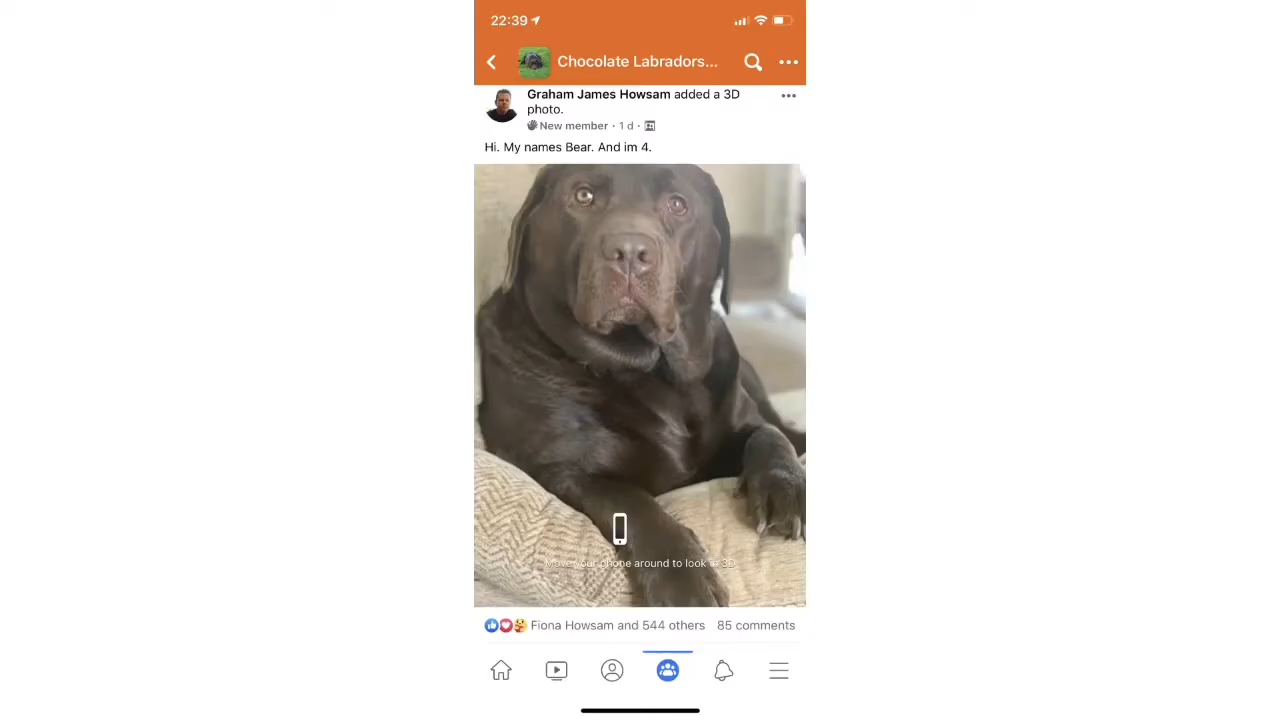 22:39
Chocolate Labradors...
Graham James Howsam added a 3D
photo.
New member · 1 d ·
Hi. My names Bear. And im 4.
Move your phone around to look in 3D
Fiona Howsam and 544 others 85 comments